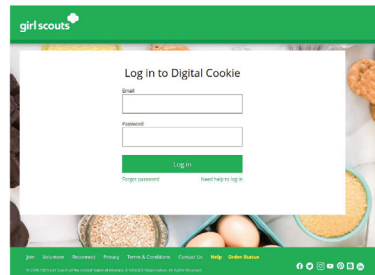 girl scouts
Log in to Digital Cookie
Email
Password
Log in
Forgot password
Need help to log in
Join Volunteer Reconnect Privacy Terms & Conditions Contact Us Help Order Status